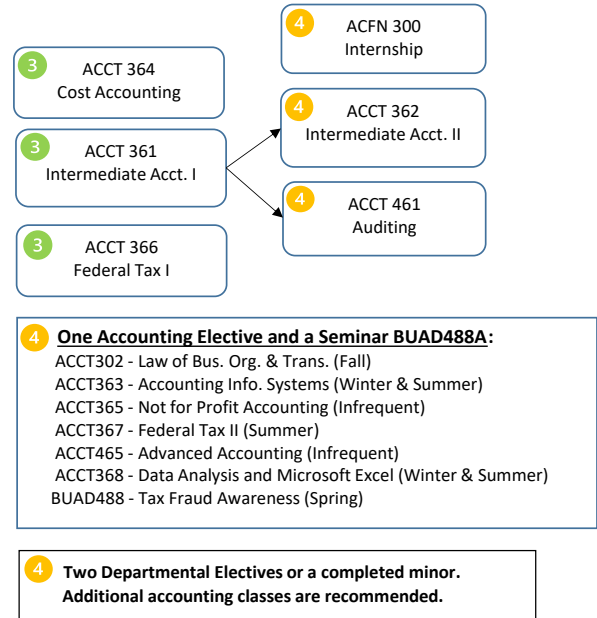 3
ACCT 364
Cost Accounting
4
ACFN 300
Internship
3
ACCT 361
Intermediate Acct. I
4
ACCT 362
Intermediate Acct. II
4
ACCT 461
Auditing
3
ACCT 366
Federal Tax I
4 One Accounting Elective and a Seminar BUAD488A:
ACCT302 - Law of Bus. Org. & Trans. (Fall)
ACCT363 - Accounting Info. Systems (Winter & Summer)
ACCT365 - Not for Profit Accounting (Infrequent)
ACCT367 - Federal Tax II (Summer)
ACCT465 - Advanced Accounting (Infrequent)
ACCT368 - Data Analysis and Microsoft Excel (Winter & Summer)
BUAD488 - Tax Fraud Awareness (Spring)
4 Two Departmental Electives or a completed minor.
Additional accounting classes are recommended.